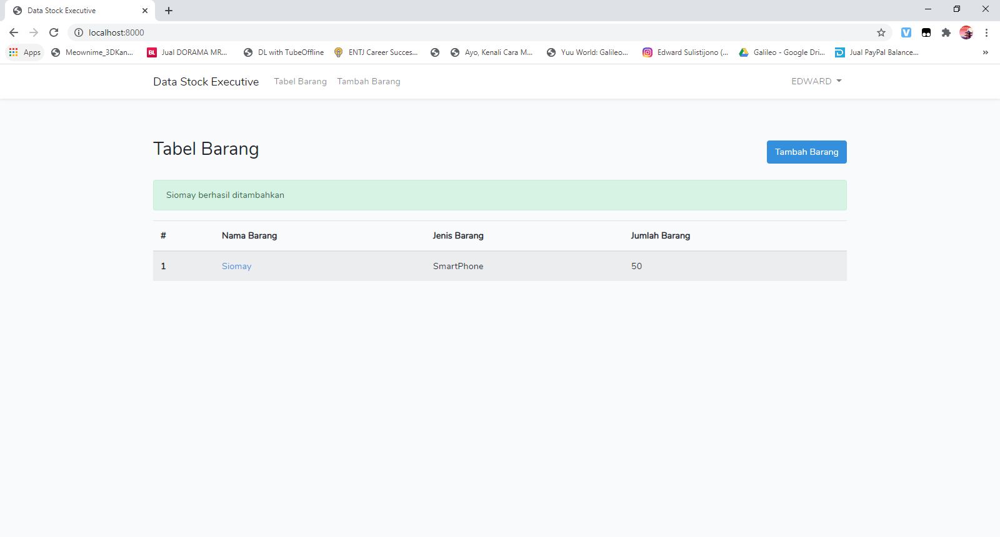 Data Stock Executive
localhost:8000
Apps Meownime_3DKan... BL Jual DORAMA MR... DL with TubeOffline ENTJ Career Succes... Ayo, Kenali Cara M... Yuu World: Galileo... Edward Sulistijono (... Galileo - Google Dri... Jual PayPal Balance... »
Data Stock Executive Tabel Barang Tambah Barang EDWARD
Tabel Barang Tambah Barang
Siomay berhasil ditambahkan
# Nama Barang Jenis Barang Jumlah Barang
1 Siomay SmartPhone 50